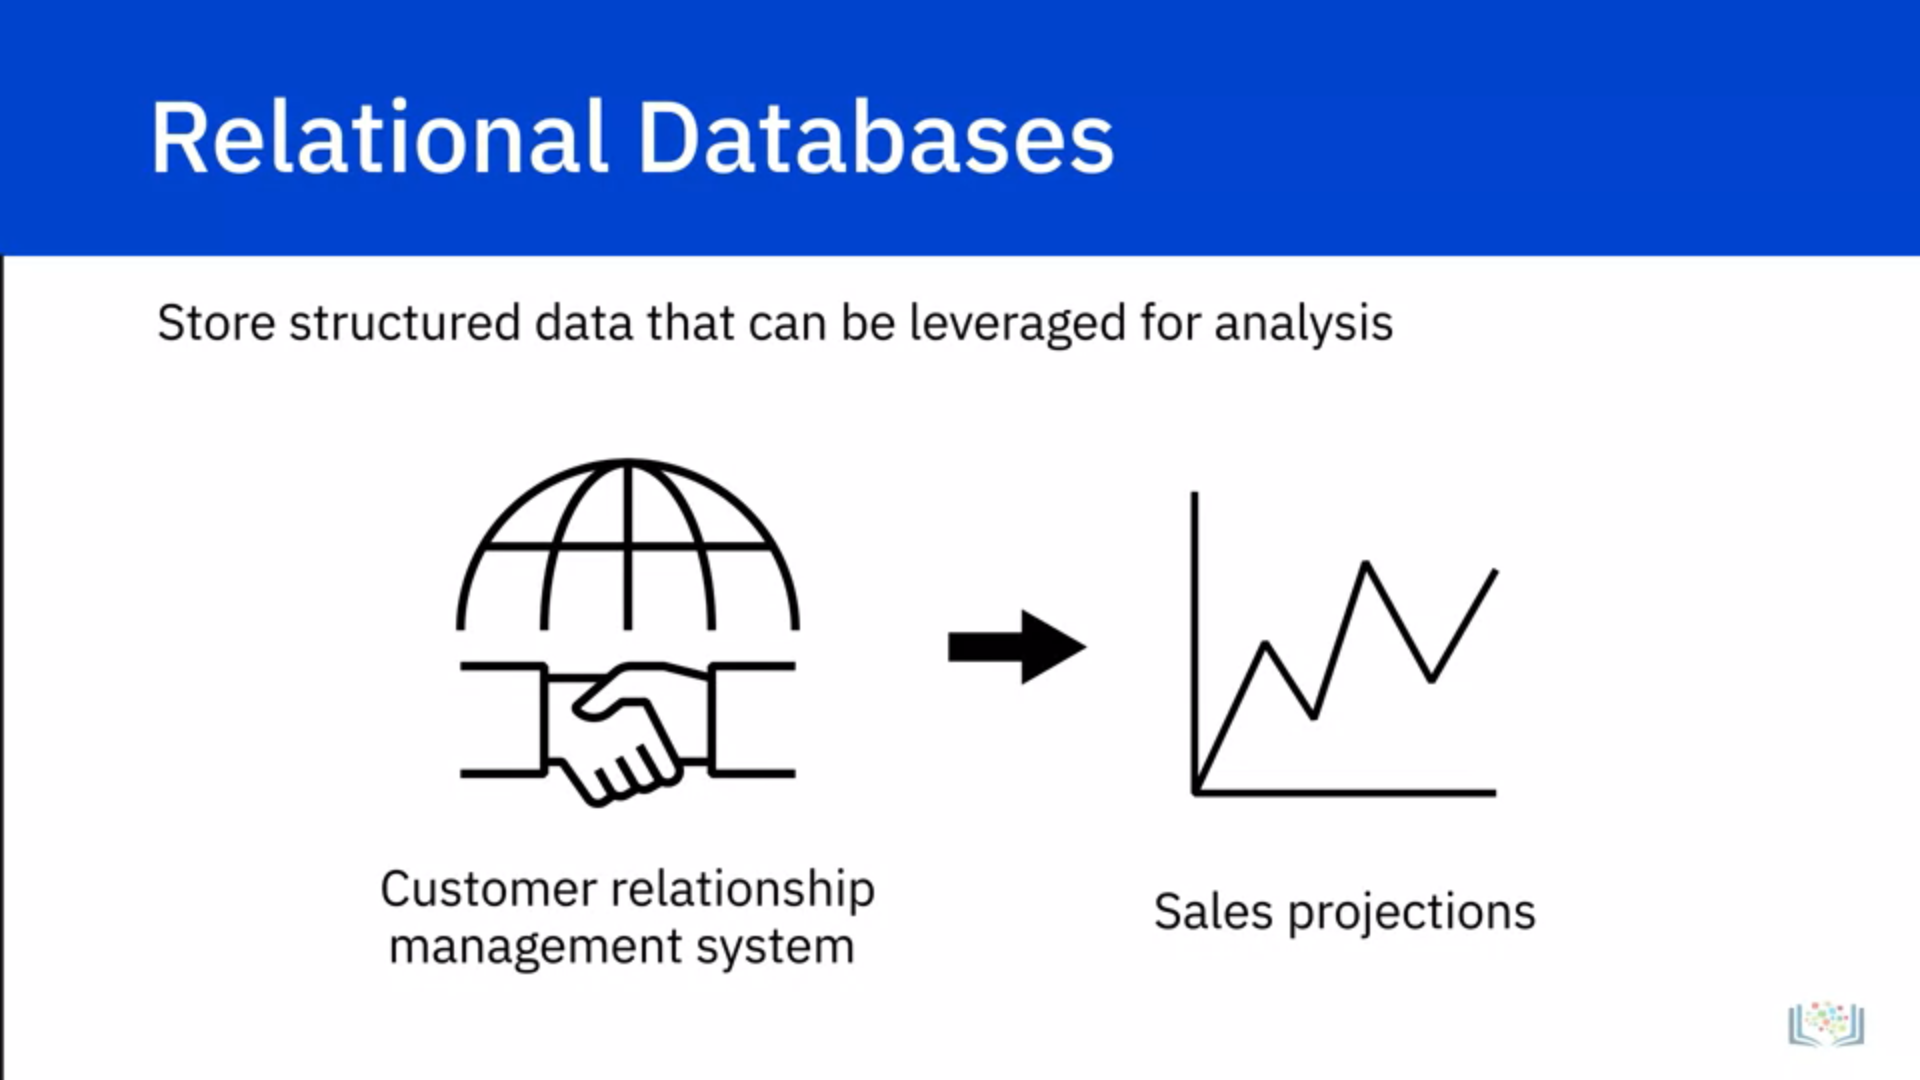 Relational Databases
Store structured data that can be leveraged for analysis
Customer relationship
management system
Sales projections